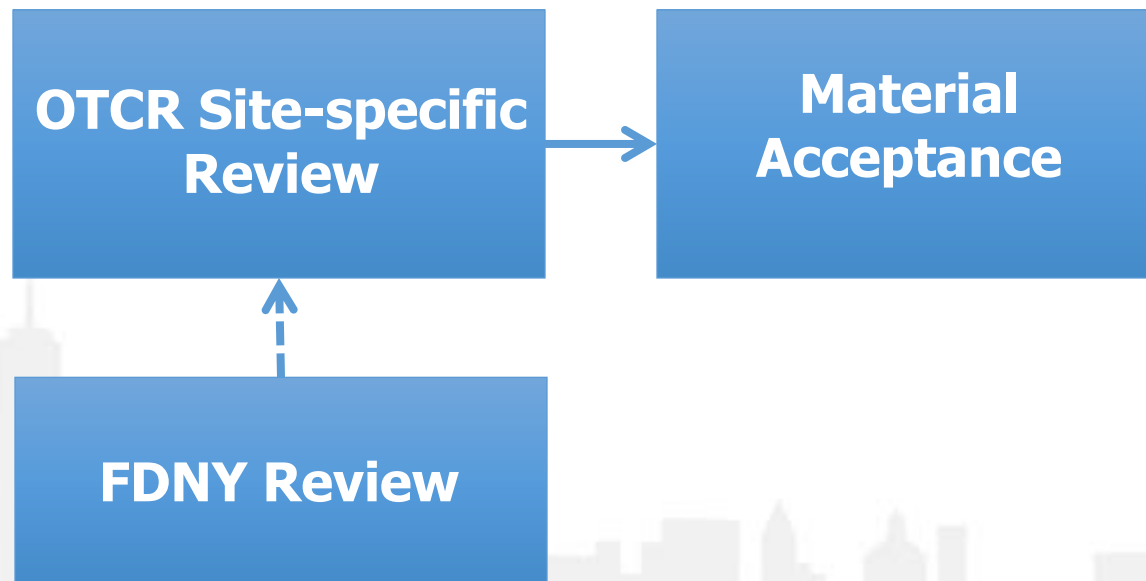 OTCR Site-specific
Review
Material
Acceptance
FDNY Review